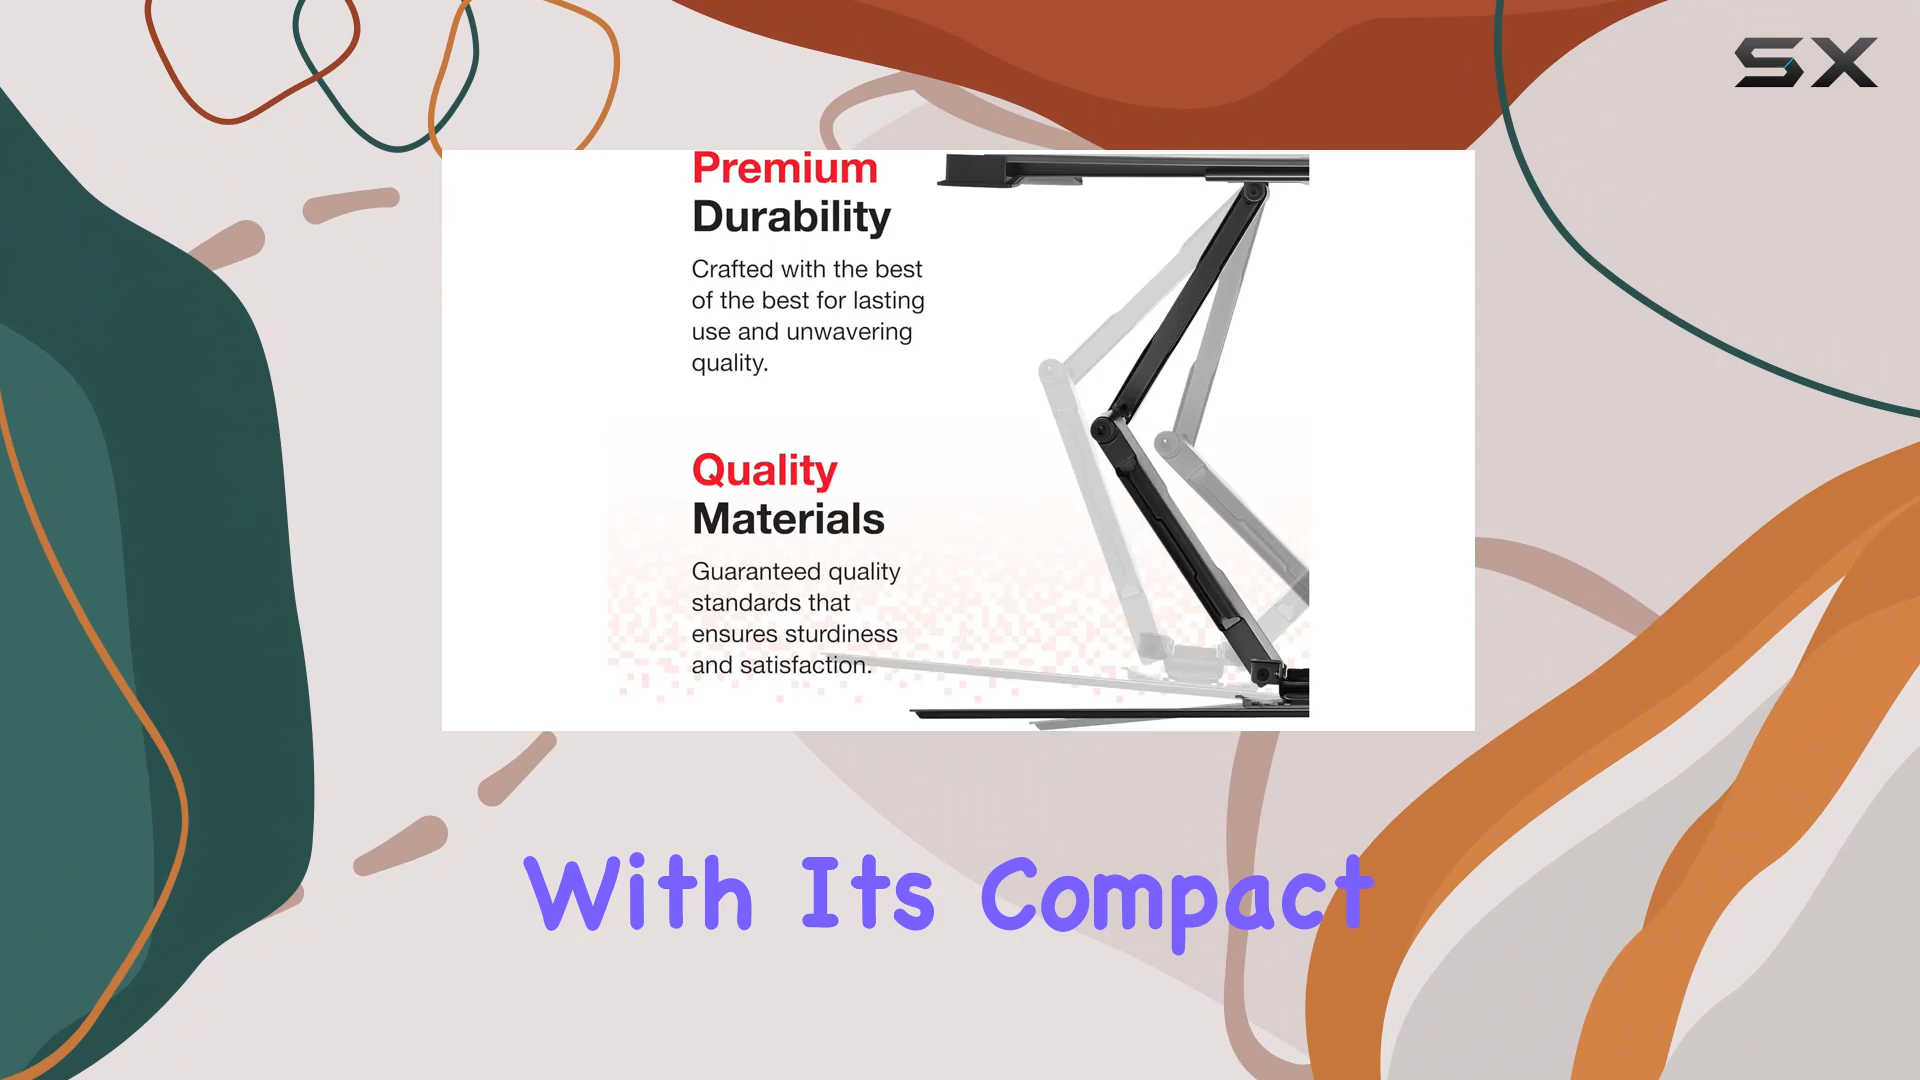 SX
Premium
Durability
Crafted with the best
of the best for lasting
use and unwavering
quality.
Quality
Materials
Guaranteed quality
standards that
ensures sturdiness
and satisfaction.
With Its Compact